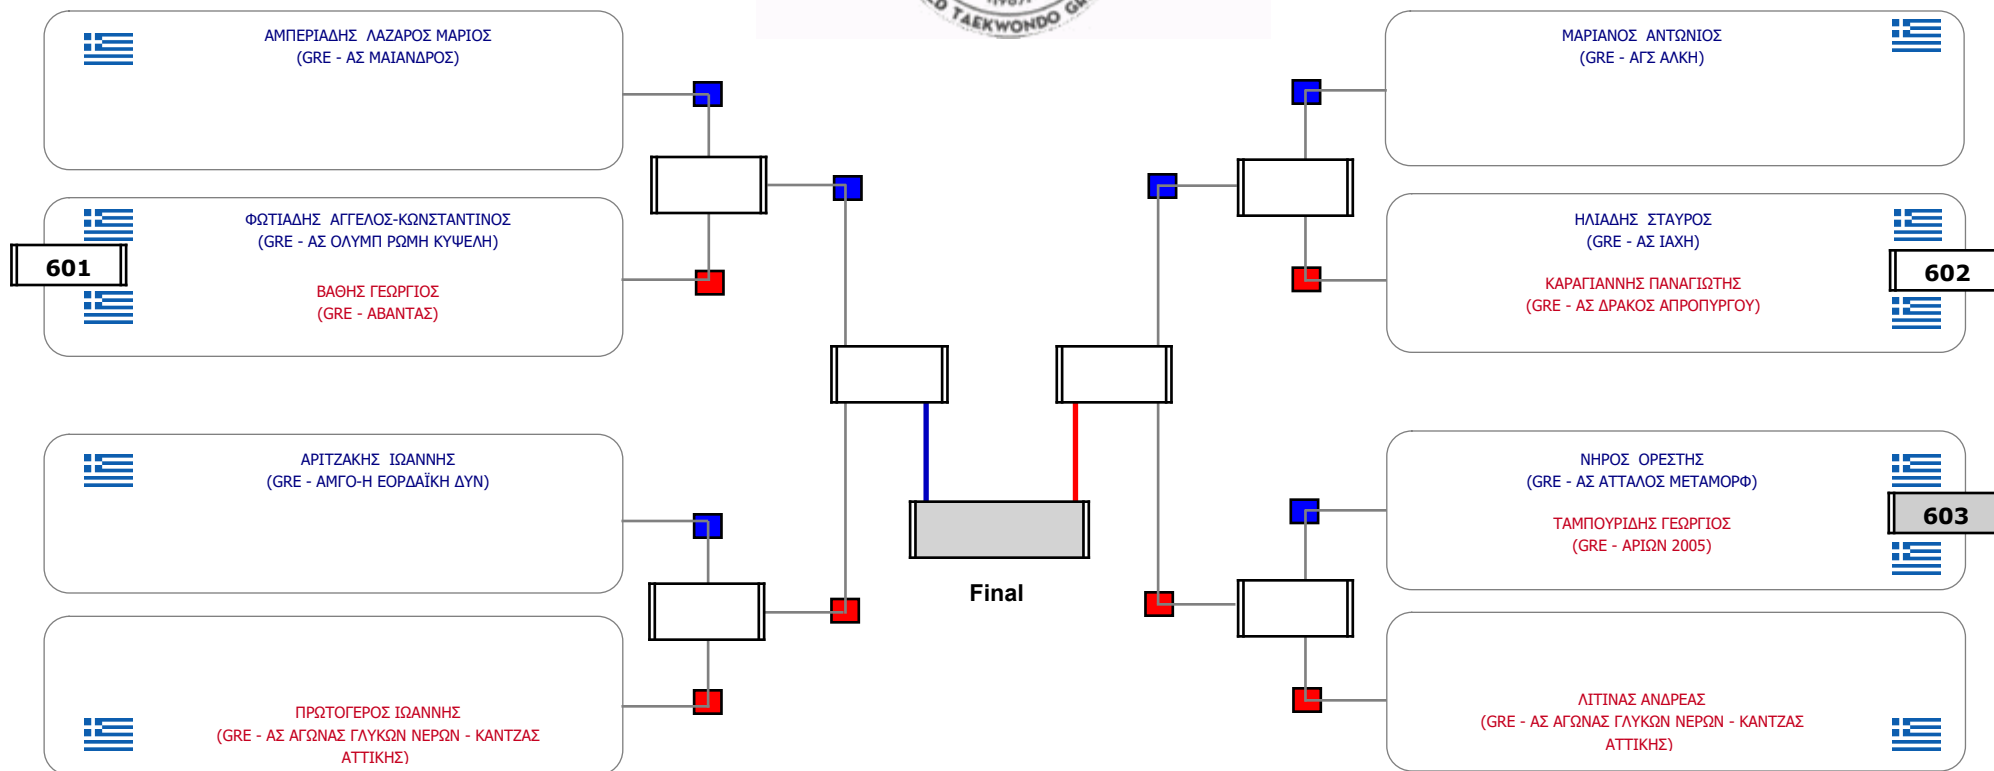 TAEKWONDO
ΑΜΠΕΡΙΑΔΗΣ ΛΑΖΑΡΟΣ ΜΑΡΙΟΣ
(GRE - ΑΣ ΜΑΙΑΝΔΡΟΣ)
ΦΩΤΙΑΔΗΣ ΑΓΓΕΛΟΣ-ΚΩΝΣΤΑΝΤΙΝΟΣ
(GRE - ΑΣ ΟΛΥΜΠ ΡΩΜΗ ΚΥΨΕΛΗ)
601
ΒΑΘΗΣ ΓΕΩΡΓΙΟΣ
(GRE - ΑΒΑΝΤΑΣ)
ΑΡΙΤΖΑΚΗΣ ΙΩΑΝΝΗΣ
(GRE - ΑΜΓΟ-Η ΕΟΡΔΑΪΚΗ ΔΥΝ)
ΠΡΩΤΟΓΕΡΟΣ ΙΩΑΝΝΗΣ
(GRE - ΑΣ ΑΓΩΝΑΣ ΓΛΥΚΩΝ ΝΕΡΩΝ - ΚΑΝΤΖΑΣ
ΑΤΤΙΚΗΣ)
Final
ΜΑΡΙΑΝΟΣ ΑΝΤΩΝΙΟΣ
(GRE - ΑΓΣ ΑΛΚΗ)
ΗΛΙΑΔΗΣ ΣΤΑΥΡΟΣ
(GRE - ΑΣ ΙΑΧΗ)
602
ΚΑΡΑΓΙΑΝΝΗΣ ΠΑΝΑΓΙΩΤΗΣ
(GRE - ΑΣ ΔΡΑΚΟΣ ΑΠΡΟΠΥΡΓΟΥ)
ΝΗΡΟΣ ΟΡΕΣΤΗΣ
(GRE - ΑΣ ΑΤΤΑΛΟΣ ΜΕΤΑΜΟΡΦ)
603
ΤΑΜΠΟΥΡΙΔΗΣ ΓΕΩΡΓΙΟΣ
(GRE - ΑΡΙΩΝ 2005)
ΛΙΤΙΝΑΣ ΑΝΔΡΕΑΣ
(GRE - ΑΣ ΑΓΩΝΑΣ ΓΛΥΚΩΝ ΝΕΡΩΝ - ΚΑΝΤΖΑΣ
ΑΤΤΙΚΗΣ)